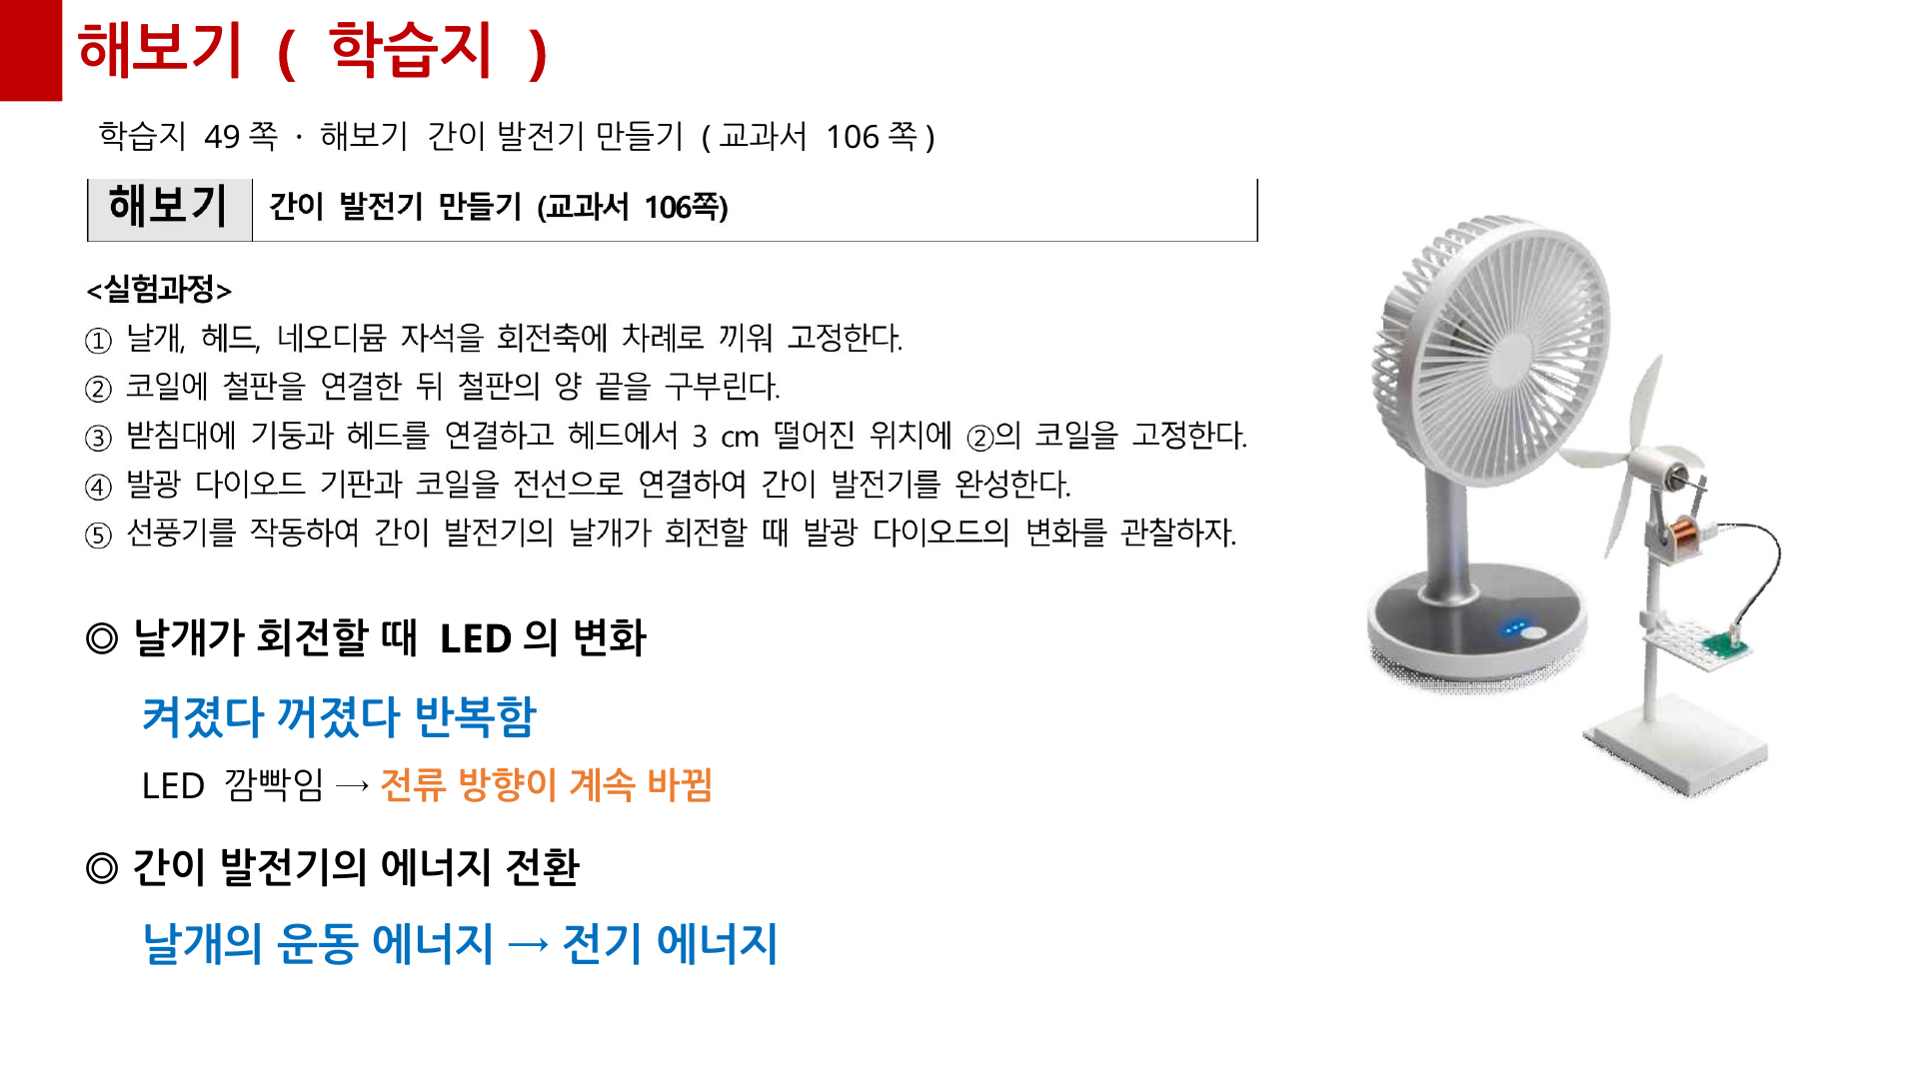 해보기 ( 학습지 )
학습지 49쪽 · 해보기 간이 발전기 만들기 (교과서 106쪽)
해보기 간이 발전기 만들기 (교과서 106쪽)
<실험과정>
① 날개, 헤드, 네오디뮴 자석을 회전축에 차례로 끼워 고정한다.
② 코일에 철판을 연결한 뒤 철판의 양 끝을 구부린다.
③ 받침대에 기둥과 헤드를 연결하고 헤드에서 3 cm 떨어진 위치에 ②의 코일을 고정한다.
④ 발광 다이오드 기판과 코일을 전선으로 연결하여 간이 발전기를 완성한다.
⑤ 선풍기를 작동하여 간이 발전기의 날개가 회전할 때 발광 다이오드의 변화를 관찰하자.
◎ 날개가 회전할 때 LED의 변화
켜졌다 꺼졌다 반복함
LED 깜빡임 → 전류 방향이 계속 바뀜
◎ 간이 발전기의 에너지 전환
날개의 운동 에너지 → 전기 에너지